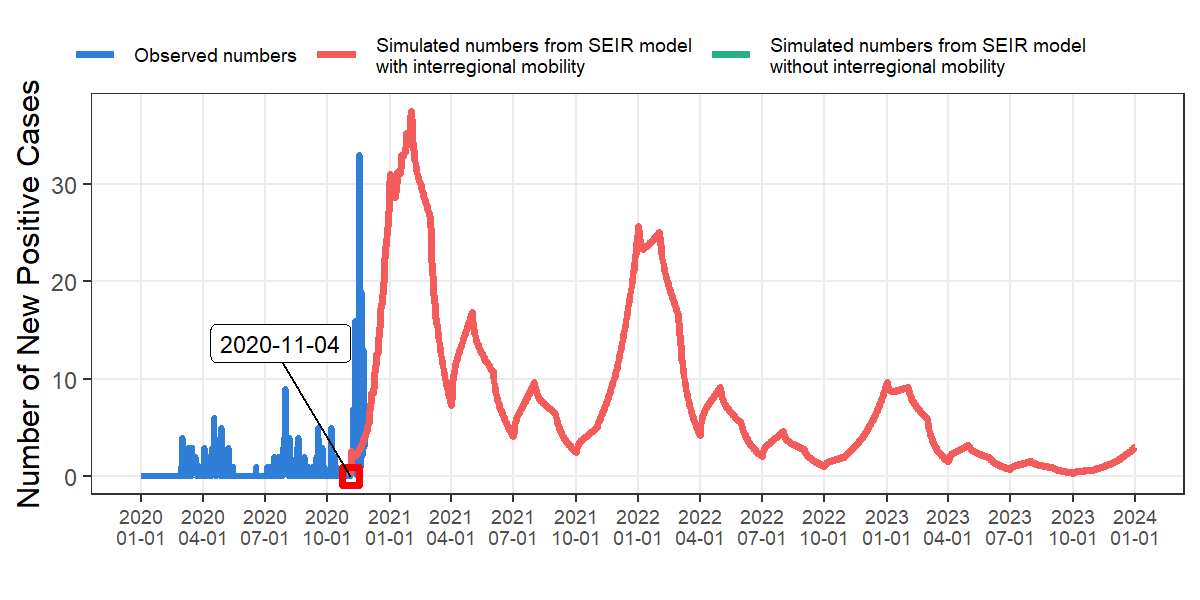 Observed numbers
Simulated numbers from SEIR model
with interregional mobility
Simulated numbers from SEIR model
without interregional mobility
Number of New Positive Cases
30
20
10
0
2020-11-04
2020 2020 2020 2020 2021 2021 2021 2021 2022 2022 2022 2022 2023 2023 2023 2023 2024
01-01 04-01 07-01 10-01 01-01 04-01 07-01 10-01 01-01 04-01 07-01 10-01 01-01 04-01 07-01 10-01 01-01